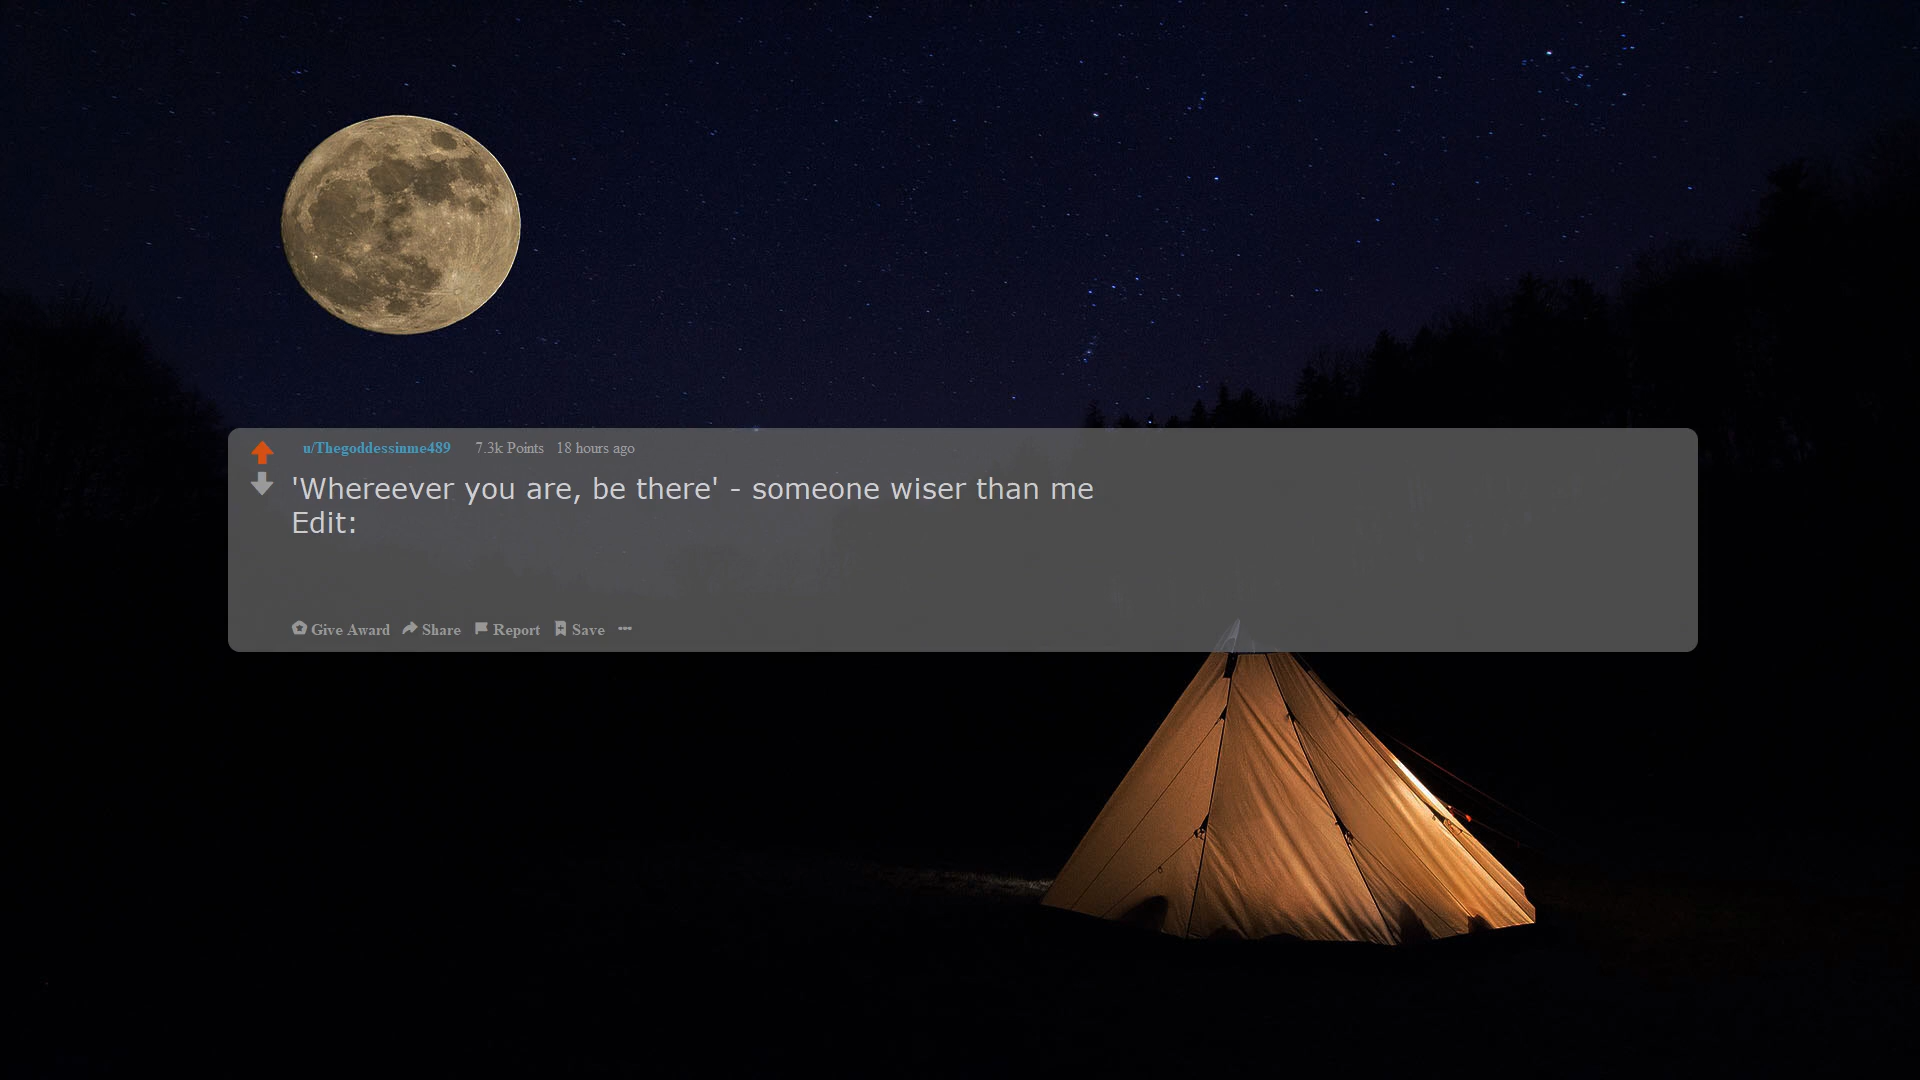 u/Thegoddessinme489 7.3k Points 18 hours ago
'Whereever you are, be there' - someone wiser than me
Edit:
Give Award Share Report Save